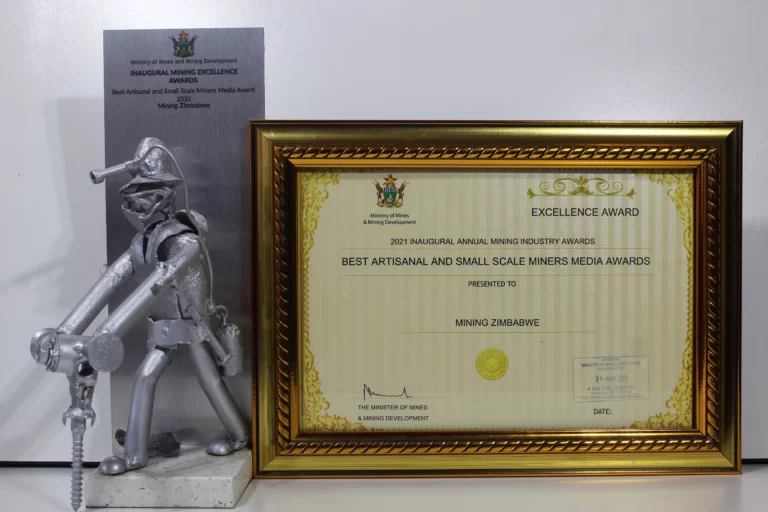 Ministry of Mines and Mining Development
INAUGURAL MINING EXCELLENCE
AWARDS
Best Artisanal and Small Scale Miners Media Award
2021
Mining Zimbabwe
Ministry of Mines
& Mining Development
EXCELLENCE AWARD
2021 INAUGURAL ANNUAL MINING INDUSTRY AWARDS
BEST ARTISANAL AND SMALL SCALE MINERS MEDIA AWARDS
PRESENTED TO
MINING ZIMBABWE
THE MINISTER OF MINES
& MINING DEVELOPMENT
DATE: